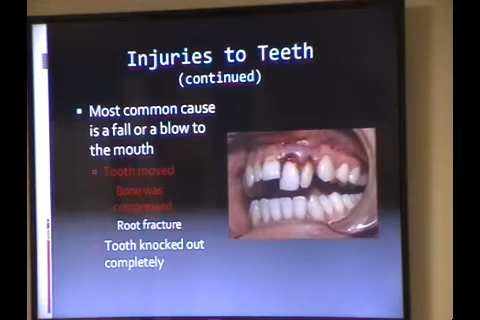 Injuries to Teeth
(continued)
Most common cause
is a fall or a blow to
the mouth
Tooth moved
Bone was
compressed
Root fracture
Tooth knocked out
completely